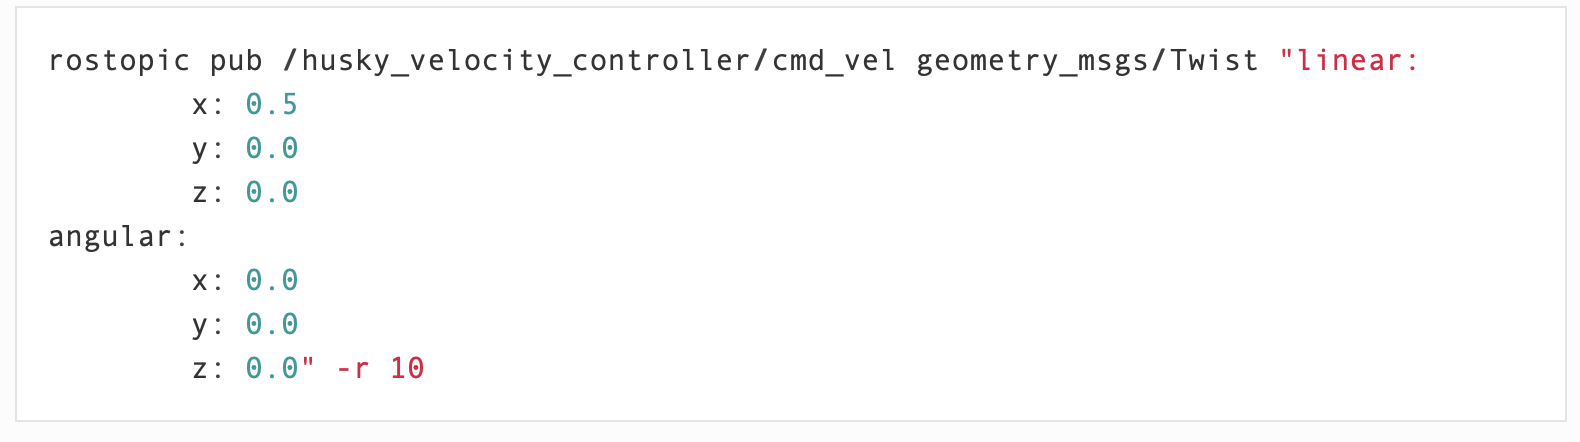 rostopic pub /husky_velocity_controller/cmd_vel geometry_msgs/Twist "linear:
        x: 0.5
        y: 0.0
        z: 0.0
angular:
        x: 0.0
        y: 0.0
        z: 0.0" -r 10